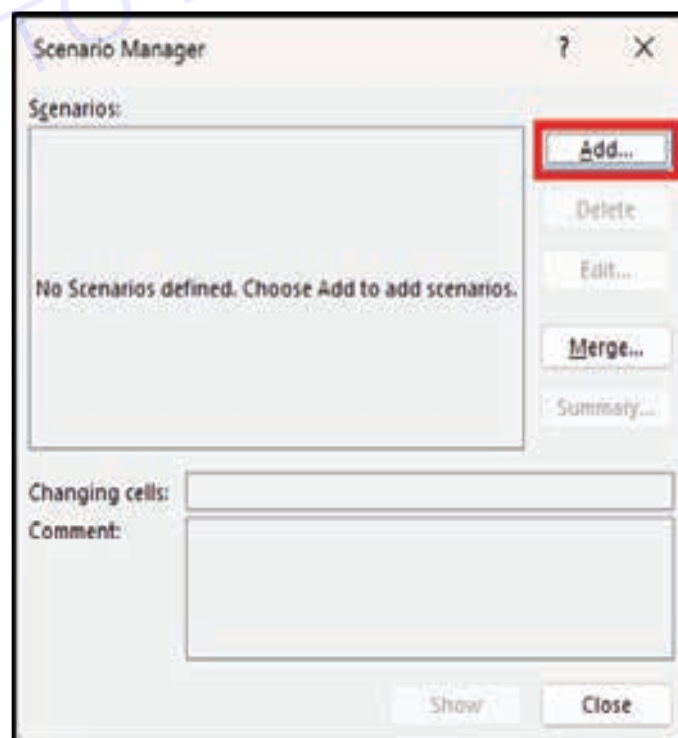 Scenario Manager ? ✕
Scenarios:
Add...
Delete
Edit...
No Scenarios defined. Choose Add to add scenarios.
Merge...
Summary...
Changing cells:
Comment:
Show Close